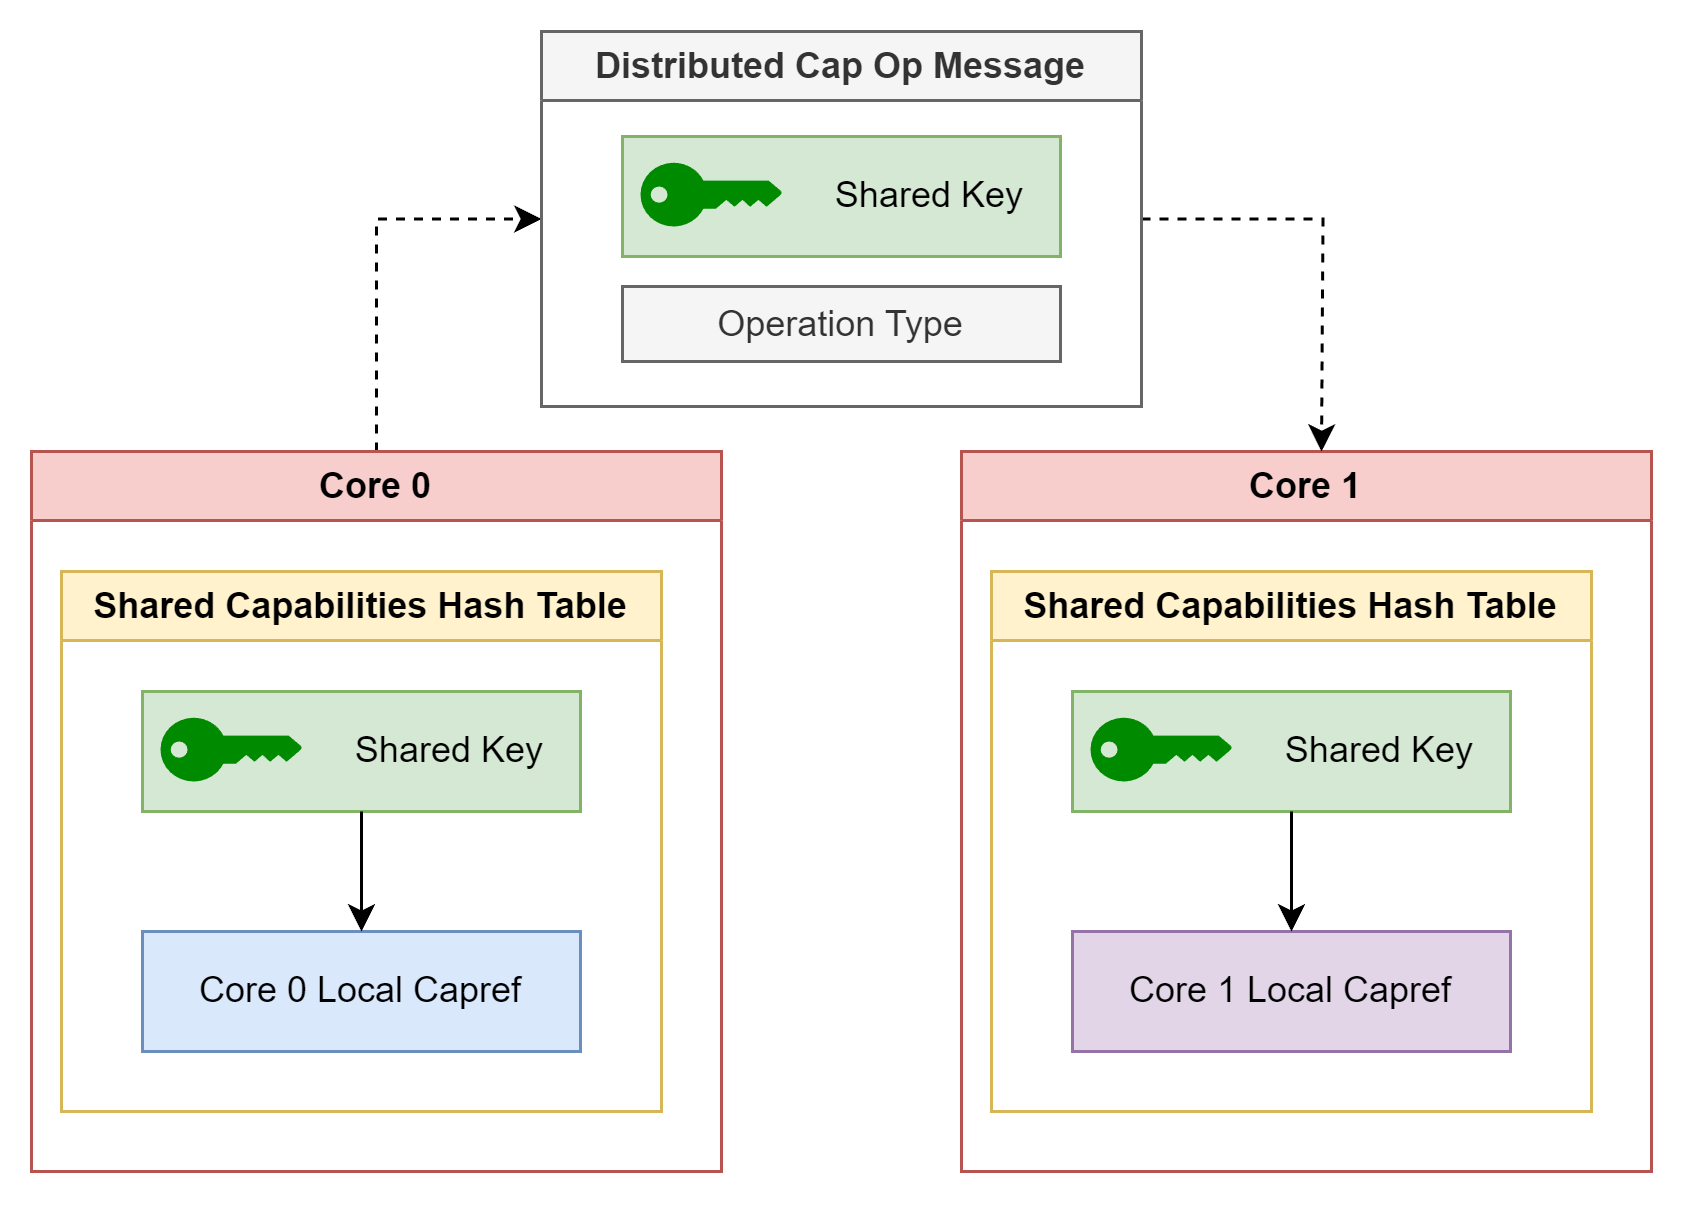 Distributed Cap Op Message
Shared Key
Operation Type
Core 0
Shared Capabilities Hash Table
Shared Key
Core 0 Local Capref
Core 1
Shared Capabilities Hash Table
Shared Key
Core 1 Local Capref